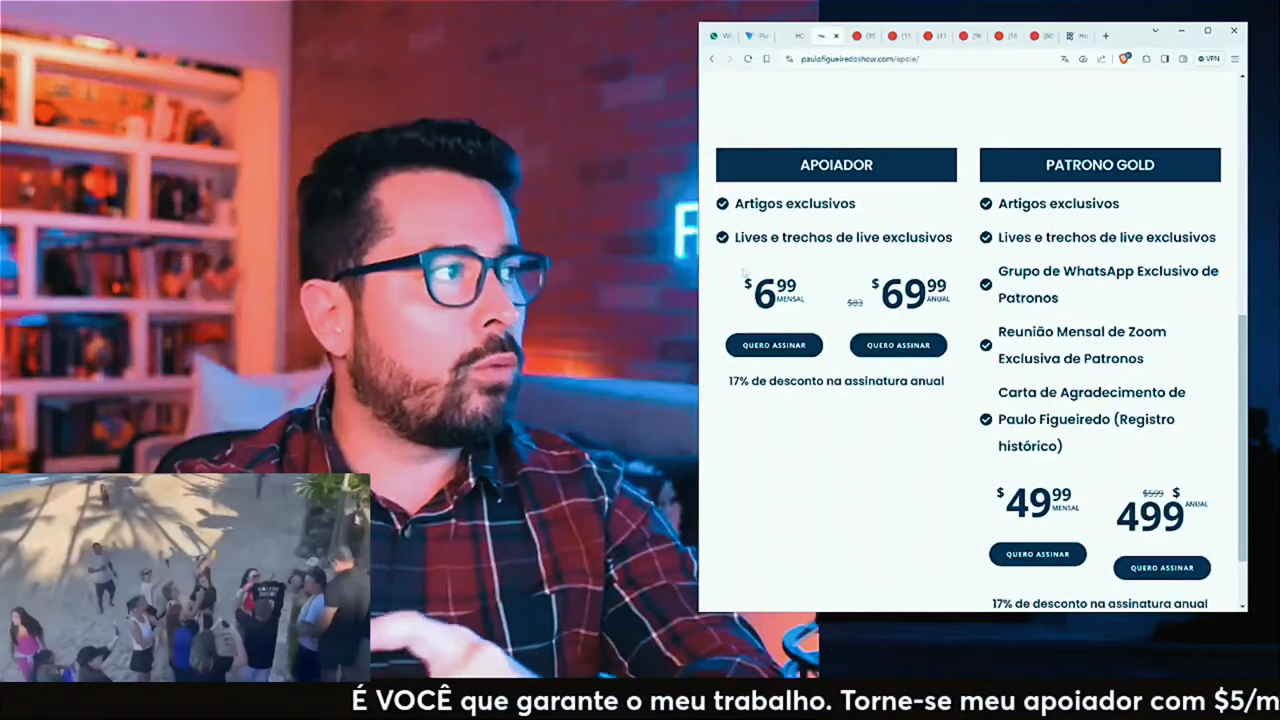 paulofigueiredoshow.com/apoie/
VPN
APOIADOR
Artigos exclusivos
Lives e trechos de live exclusivos
$6 99 MENSAL
$83 $69 99 ANUAL
QUERO ASSINAR
QUERO ASSINAR
17% de desconto na assinatura anual
PATRONO GOLD
Artigos exclusivos
Lives e trechos de live exclusivos
Grupo de WhatsApp Exclusivo de
Patronos
Reunião Mensal de Zoom
Exclusiva de Patronos
Carta de Agradecimento de
Paulo Figueiredo (Registro
histórico)
$49 99 MENSAL
$599 $ 499 ANUAL
QUERO ASSINAR
QUERO ASSINAR
17% de desconto na assinatura anual
É VOCÊ que garante o meu trabalho. Torne-se meu apoiador com $5/m